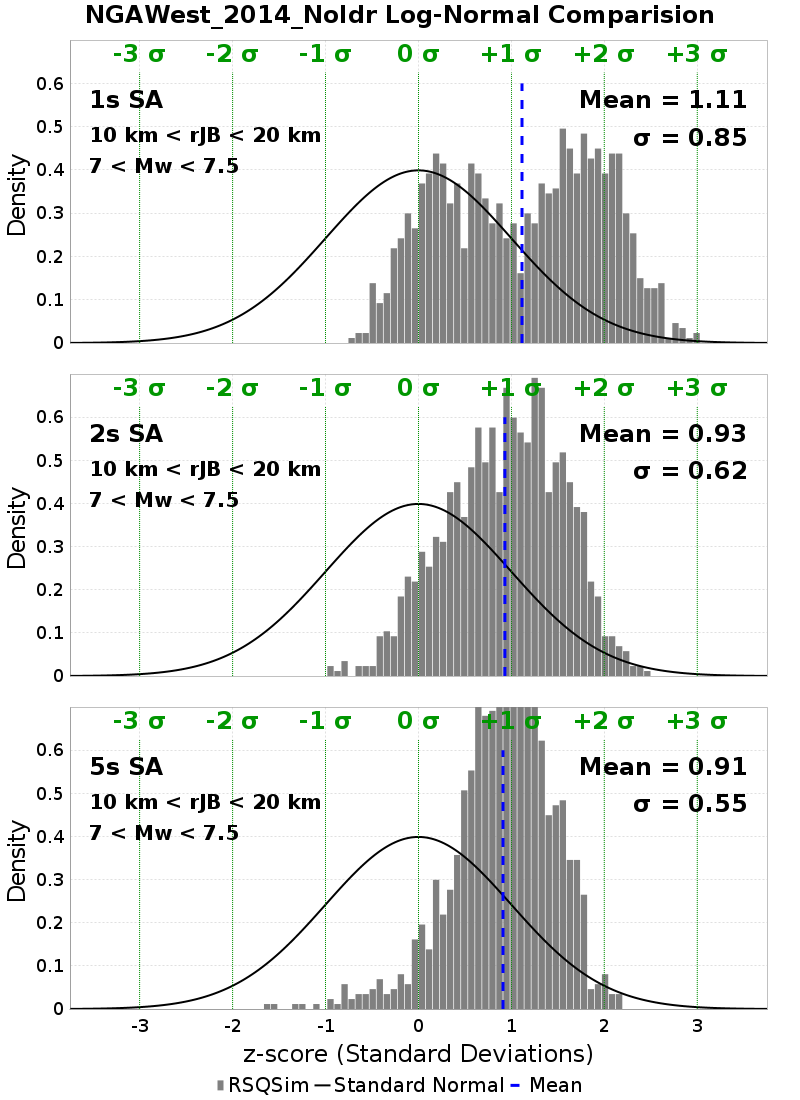 NGAWest_2014_NoIdr Log-Normal Comparision
-3 σ -2 σ -1 σ 0 σ +1 σ +2 σ +3 σ
1s SA
10 km < rJB < 20 km
7 < Mw < 7.5
Mean = 1.11
σ = 0.85
Density
0.6
0.5
0.4
0.3
0.2
0.1
0
-3 σ -2 σ -1 σ 0 σ +1 σ +2 σ +3 σ
2s SA
10 km < rJB < 20 km
7 < Mw < 7.5
Mean = 0.93
σ = 0.62
Density
0.6
0.5
0.4
0.3
0.2
0.1
0
-3 σ -2 σ -1 σ 0 σ +1 σ +2 σ +3 σ
5s SA
10 km < rJB < 20 km
7 < Mw < 7.5
Mean = 0.91
σ = 0.55
Density
0.6
0.5
0.4
0.3
0.2
0.1
0
-3 -2 -1 0 1 2 3
z-score (Standard Deviations)
RSQSim Standard Normal Mean